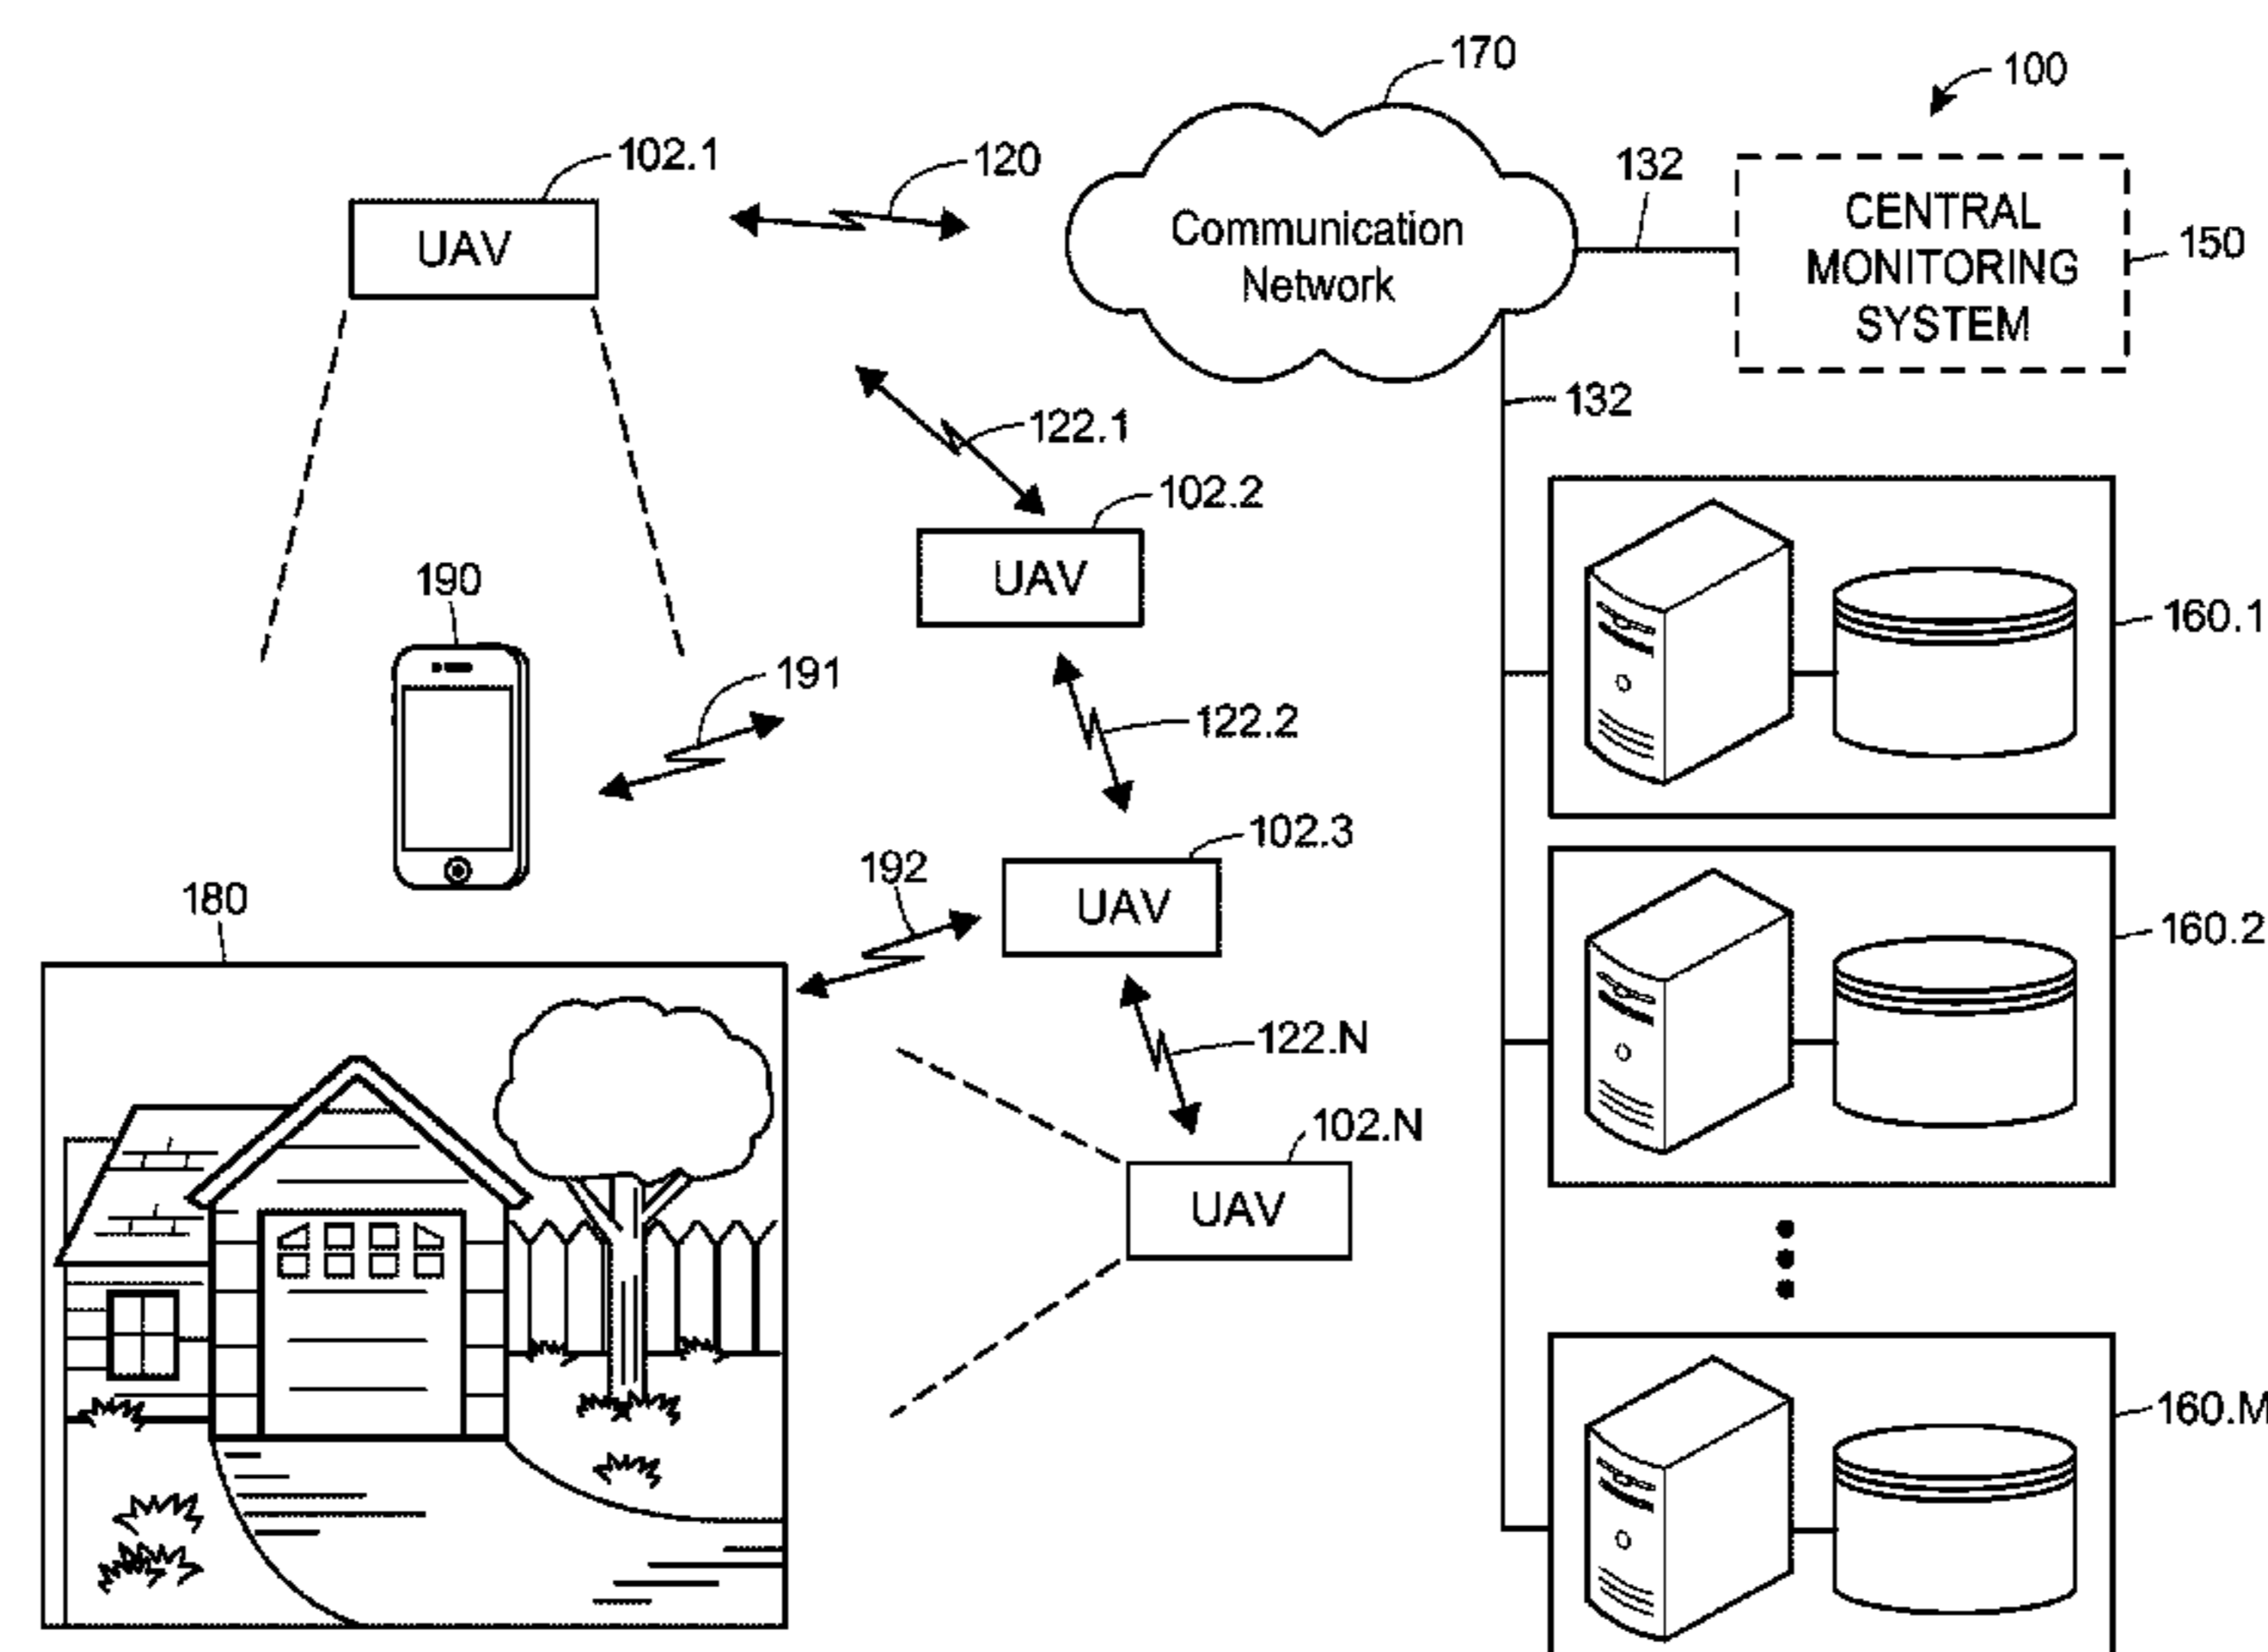 170
100
102.1
120
132
UAV
Communication
Network
CENTRAL
MONITORING
SYSTEM
150
132
122.1
102.2
190
UAV
160.1
191
122.2
102.3
192
180
UAV
160.2
122.N
102.N
UAV
160.M